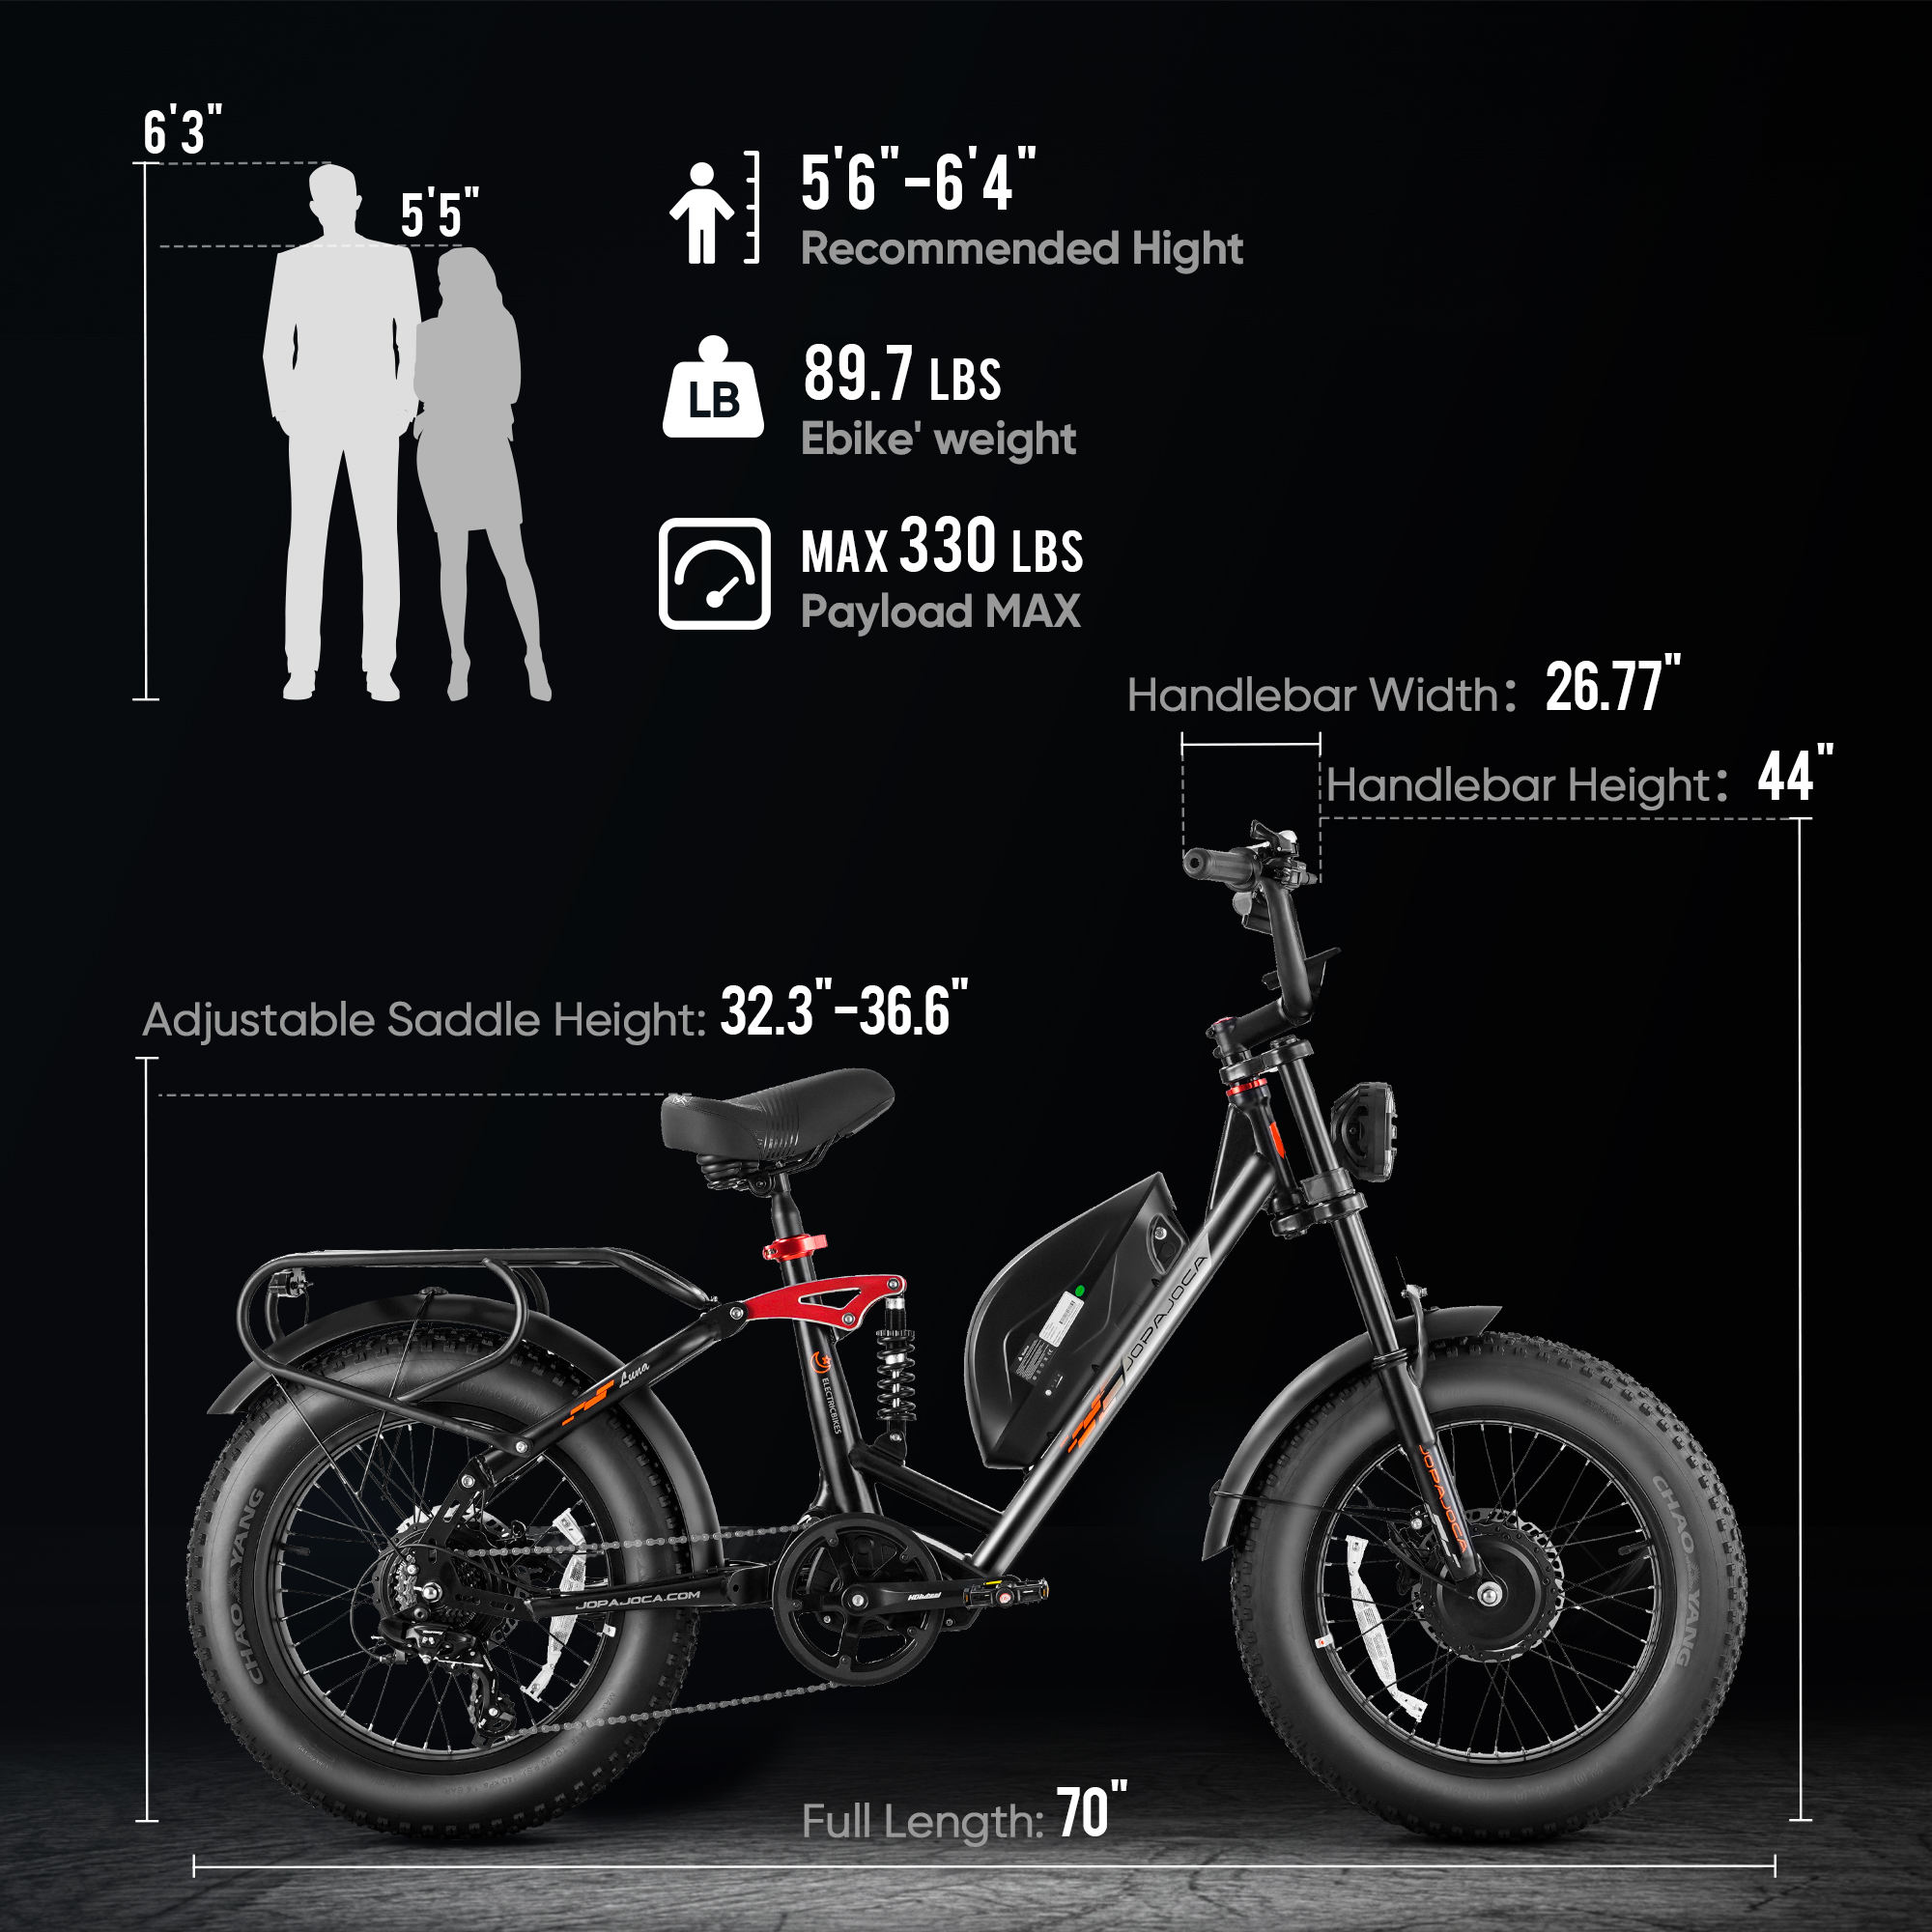 6'3"
5'5"
5'6"-6'4"
Recommended Hight
LB
89.7 LBS
Ebike' weight
MAX 330 LBS
Payload MAX
Handlebar Width: 26.77"
Handlebar Height: 44"
Adjustable Saddle Height: 32.3"-36.6"
JOPAJOCA
Luna
ELECTRICBIKES
JOPAJOCA
CHAO YANG
CHAO YANG
JOPAJOCA.COM
Full Length: 70"